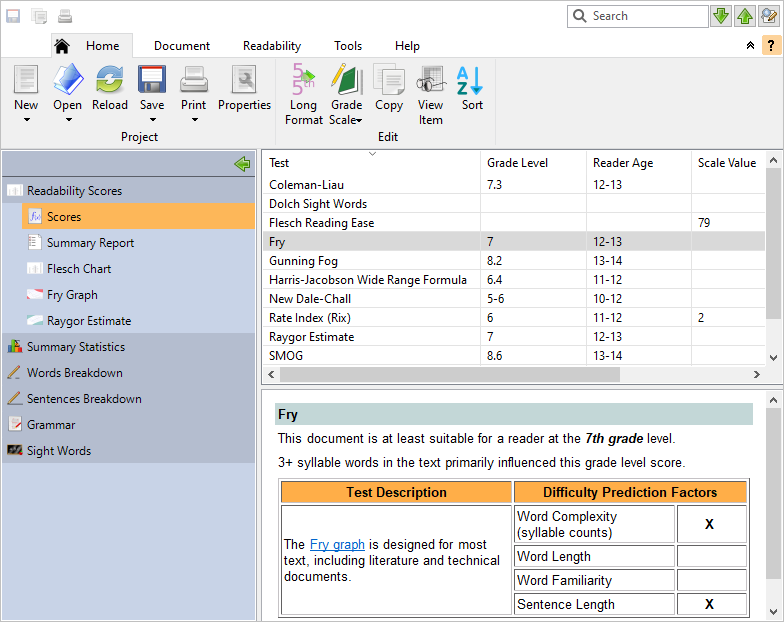 Search
Home Document Readability Tools Help
?
5th
5th
A
Z
New Open Reload Save Print Properties Long Format Grade Scale Copy View Item Sort
Project Edit
Readability Scores
f(x) Scores
Summary Report
Flesch Chart
Fry Graph
Raygor Estimate
Summary Statistics
Words Breakdown
Sentences Breakdown
Grammar
Sight Words
Test Grade Level Reader Age Scale Value
Coleman-Liau 7.3 12-13
Dolch Sight Words
Flesch Reading Ease 79
Fry 7 12-13
Gunning Fog 8.2 13-14
Harris-Jacobson Wide Range Formula 6.4 11-12
New Dale-Chall 5-6 10-12
Rate Index (Rix) 6 11-12 2
Raygor Estimate 7 12-13
SMOG 8.6 13-14
Fry
This document is at least suitable for a reader at the 7th grade level.
3+ syllable words in the text primarily influenced this grade level score.
Test Description Difficulty Prediction Factors
The Fry graph is designed for most
text, including literature and technical
documents.
Word Complexity
(syllable counts) X
Word Length
Word Familiarity
Sentence Length X